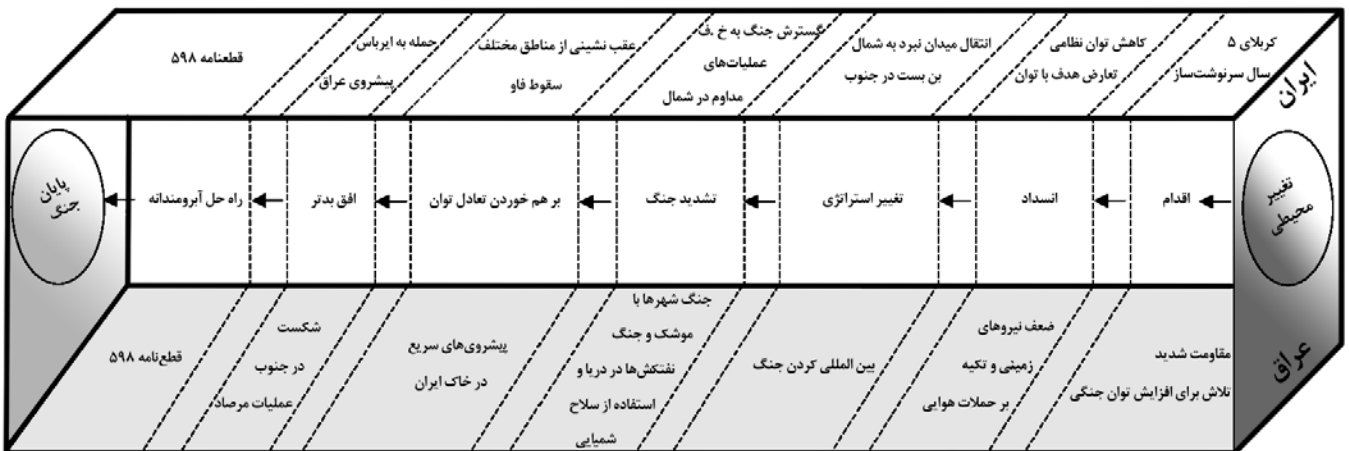 ایران
کربلای ۵
سال سرنوشت‌ساز
کاهش توان نظامی
تعارض هدف با توان
انتقال میدان نبرد به شمال
بن بست در جنوب
گسترش جنگ به خ .ف
عملیات‌های
مداوم در شمال
عقب نشینی از مناطق مختلف
سقوط فاو
حمله به ایرباس
پیشروی عراق
قطعنامه ۵۹۸
تغییر
محیطی
اقدام
انسداد
تغییر استراتژی
تشدید جنگ
بر هم خوردن تعادل توان
افق بدتر
راه حل آبرومندانه
پایان
جنگ
عراق
مقاومت شدید
تلاش برای افزایش توان جنگی
ضعف نیروهای
زمینی و تکیه
بر حملات هوایی
بین المللی کردن جنگ
جنگ شهرها با
موشک و جنگ
نفتکش‌ها در دریا و
استفاده از سلاح
شمیایی
پیشروی‌های سریع
در خاک ایران
شکست
در جنوب
عملیات مرصاد
قطع‌نامه ۵۹۸